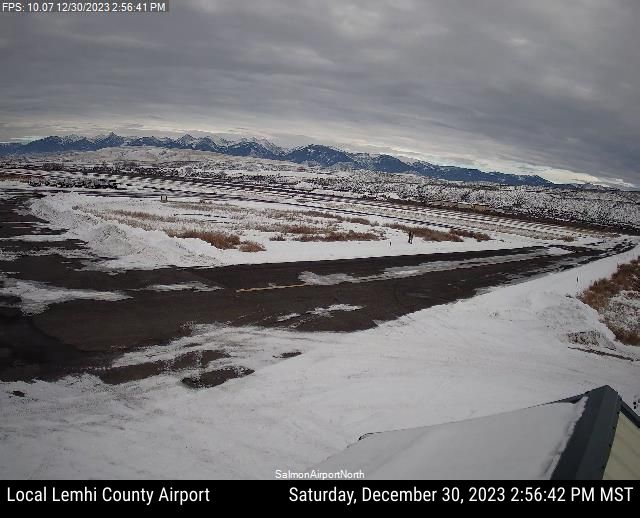 FPS: 10.07 12/30/2023 2:56:41 PM
SalmonAirportNorth
Local Lemhi County Airport Saturday, December 30, 2023 2:56:42 PM MST